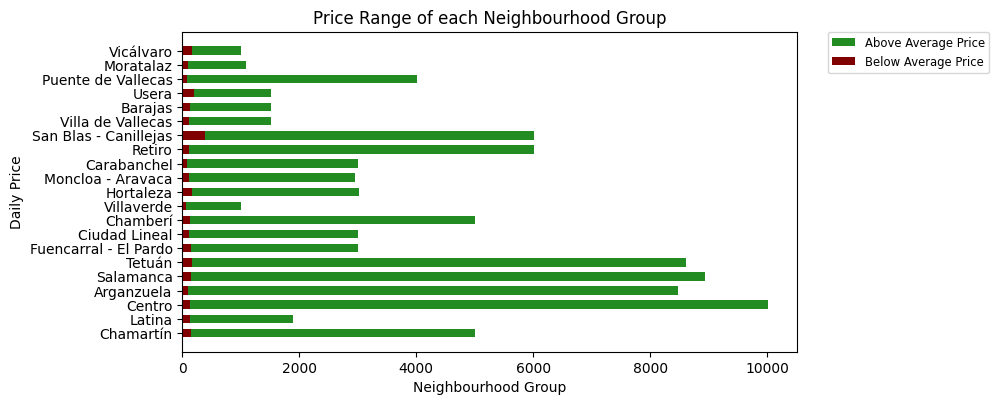 Price Range of each Neighbourhood Group
Above Average Price
Below Average Price
Daily Price
Vicálvaro
Moratalaz
Puente de Vallecas
Usera
Barajas
Villa de Vallecas
San Blas - Canillejas
Retiro
Carabanchel
Moncloa - Aravaca
Hortaleza
Villaverde
Chamberí
Ciudad Lineal
Fuencarral - El Pardo
Tetuán
Salamanca
Arganzuela
Centro
Latina
Chamartín
0 2000 4000 6000 8000 10000
Neighbourhood Group